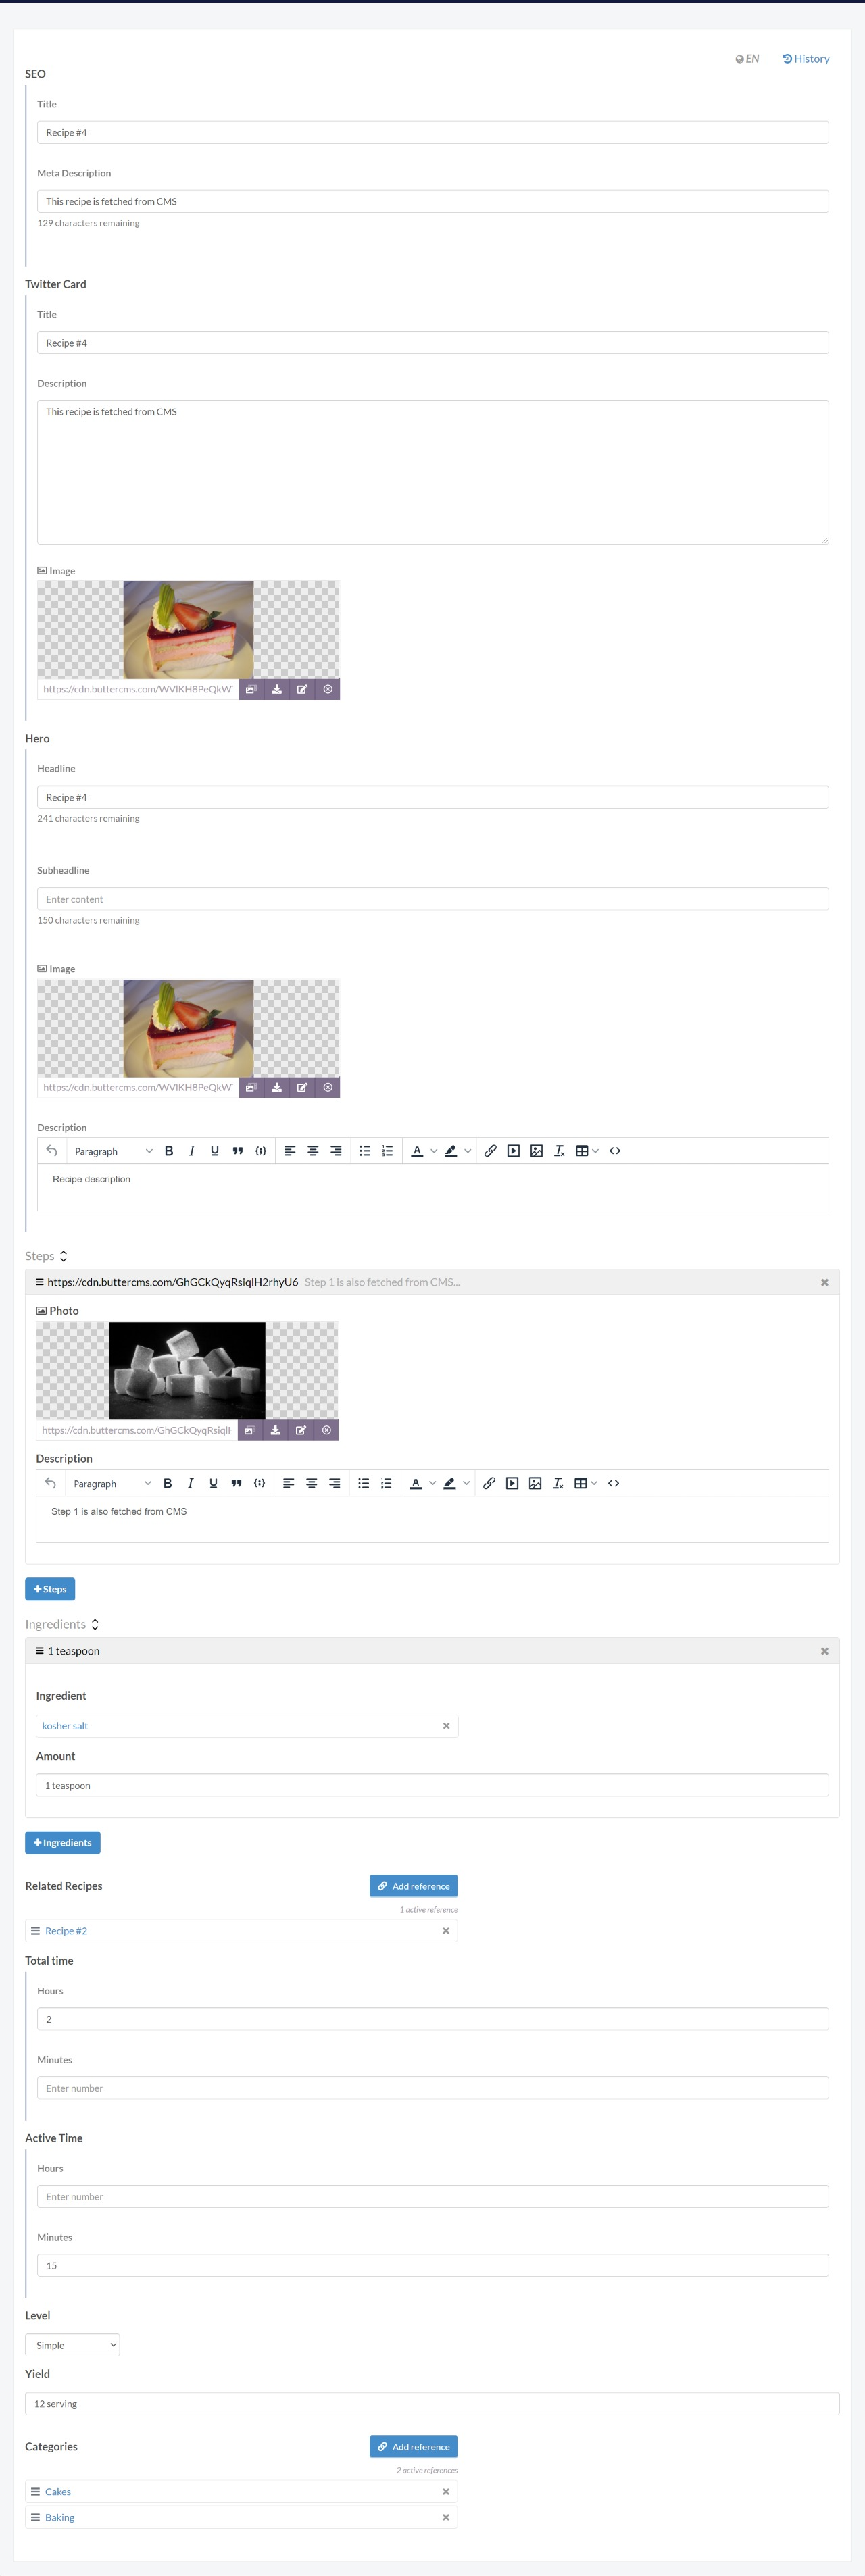 EN History
SEO
Title
Recipe #4
Meta Description
This recipe is fetched from CMS
129 characters remaining
Twitter Card
Title
Recipe #4
Description
This recipe is fetched from CMS
Image
https://cdn.buttercms.com/WVlKH8PeQkW
Hero
Headline
Recipe #4
241 characters remaining
Subheadline
Enter content
150 characters remaining
Image
https://cdn.buttercms.com/WVlKH8PeQkW
Description
Paragraph
Recipe description
Steps
https://cdn.buttercms.com/GhGCkQyqRsiqlH2rhyU6 Step 1 is also fetched from CMS...
Photo
https://cdn.buttercms.com/GhGCkQyqRsiqlH
Description
Paragraph
Step 1 is also fetched from CMS
+ Steps
Ingredients
1 teaspoon
Ingredient
kosher salt
Amount
1 teaspoon
+ Ingredients
Related Recipes Add reference
1 active reference
Recipe #2
Total time
Hours
2
Minutes
Enter number
Active Time
Hours
Enter number
Minutes
15
Level
Simple
Yield
12 serving
Categories Add reference
2 active references
Cakes
Baking